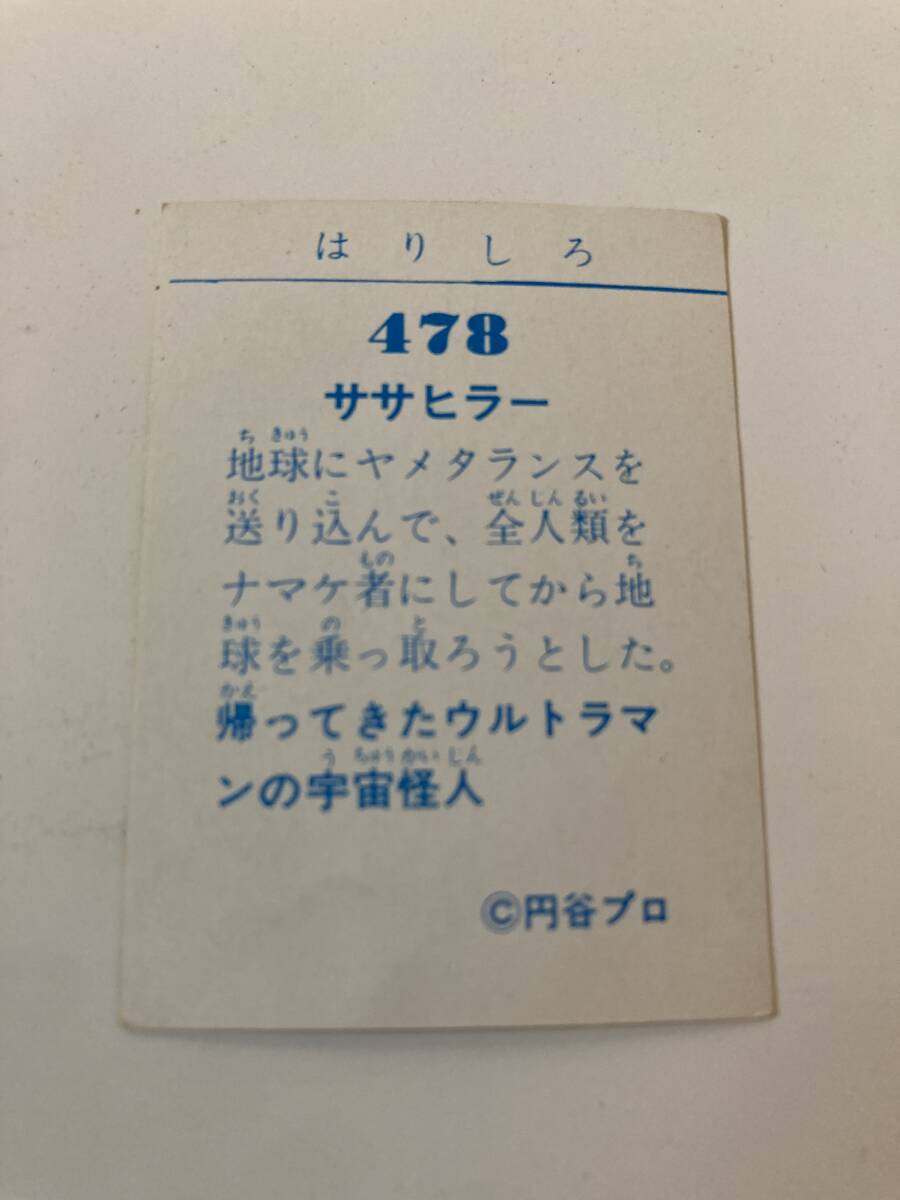 はりしろ
478
ササヒラー
地球にヤメタランスを
送り込んで、全人類を
ナマケ者にしてから地
球を乗っ取ろうとした。
帰ってきたウルトラマ
ンの宇宙怪人
©円谷プロ